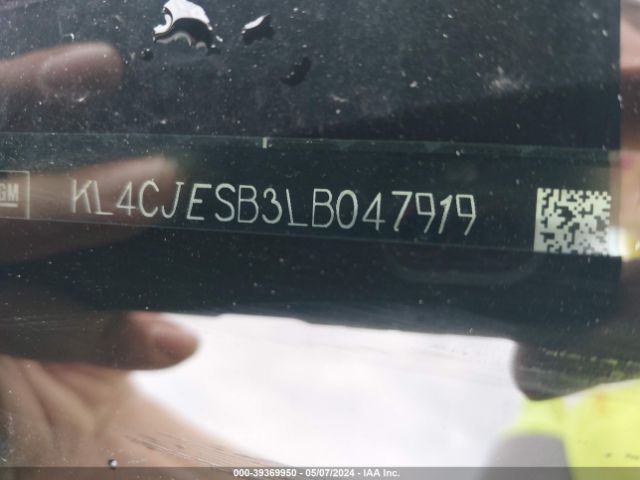 GM
KL4CJESB3LB047919
000-39369950 - 05/07/2024 - IAA Inc.